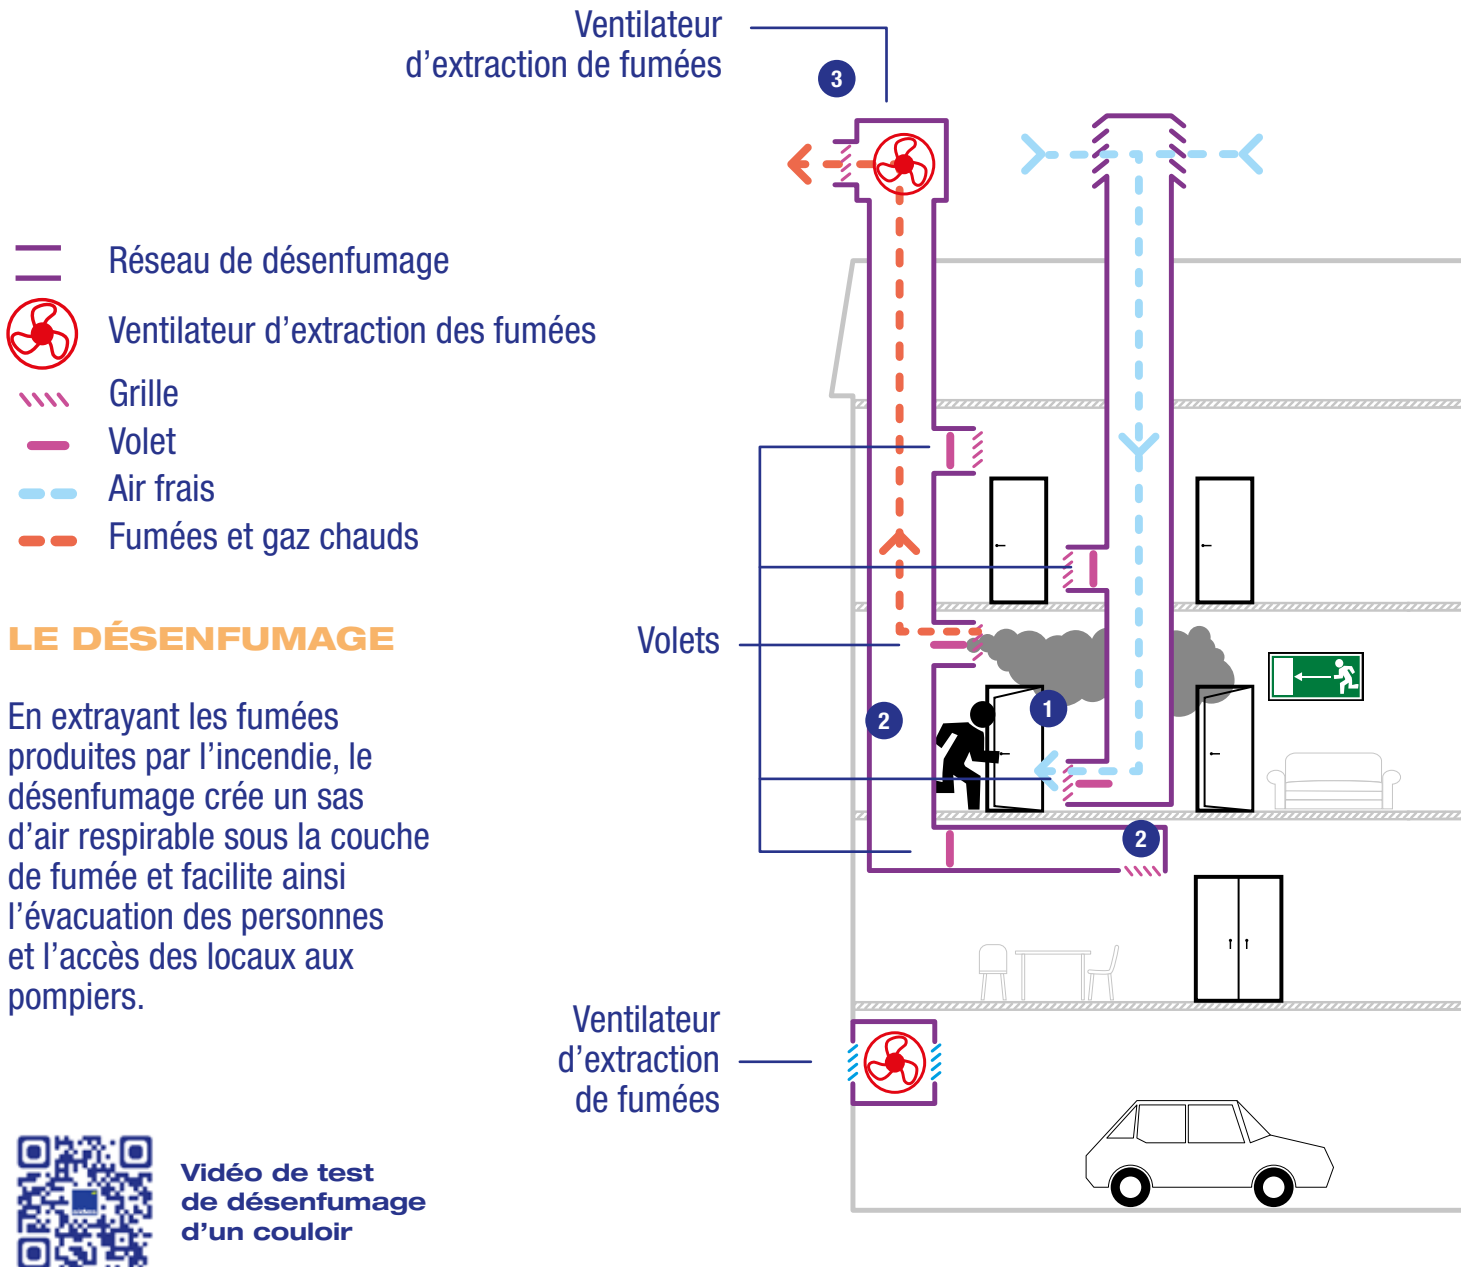 Ventilateur
d’extraction de fumées
3
Réseau de désenfumage
Ventilateur d’extraction des fumées
Grille
Volet
Air frais
Fumées et gaz chauds
LE DÉSENFUMAGE
En extrayant les fumées
produites par l’incendie, le
désenfumage crée un sas
d’air respirable sous la couche
de fumée et facilite ainsi
l’évacuation des personnes
et l’accès des locaux aux
pompiers.
Volets
1
2
2
Ventilateur
d’extraction
de fumées
Vidéo de test
de désenfumage
d’un couloir